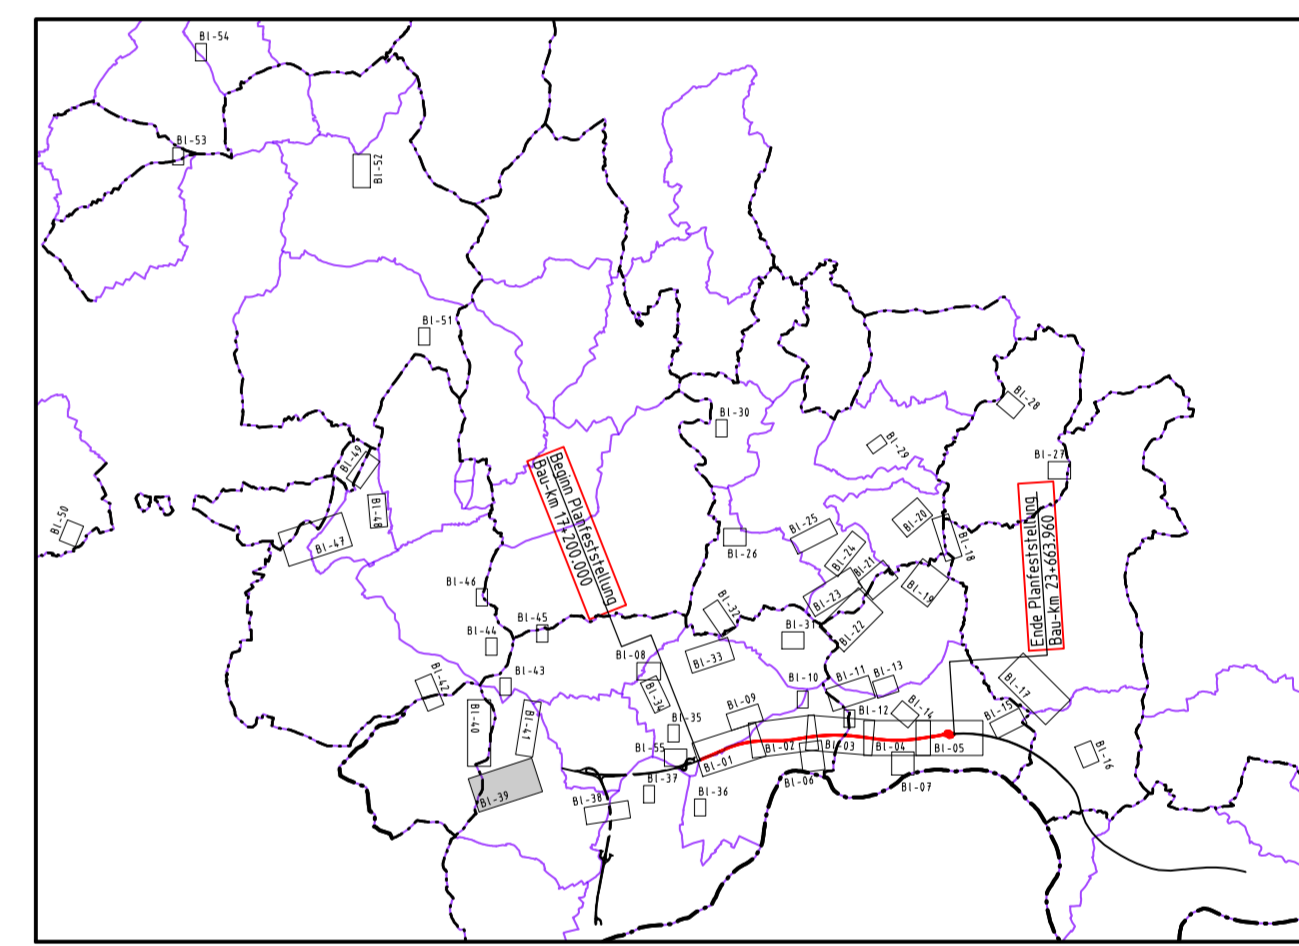 Bl-54
Bl-53
Bl-52
Bl-51
Bl-50
Bl-49
Bl-48
Bl-47
Bl-46
Bl-45
Bl-44
Bl-43
Bl-42
Bl-41
Bl-40
Bl-39
Bl-38
Beginn Planfeststellung
Bau-km 17+200.000
Bl-30
Bl-28
Bl-29
Bl-27
Bl-26
Bl-25
Bl-24
Bl-23
Bl-22
Bl-21
Bl-20
Bl-19
Bl-18
Ende Planfeststellung
Bau-km 23+663.960
Bl-32
Bl-31
Bl-33
Bl-08
Bl-34
Bl-35
Bl-55
Bl-37
Bl-36
Bl-09
Bl-10
Bl-11
Bl-13
Bl-12
Bl-14
Bl-15
Bl-17
Bl-16
Bl-01
Bl-02
Bl-03
Bl-04
Bl-05
Bl-06
Bl-07